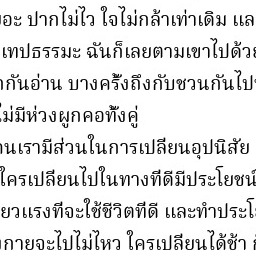 ยอะ ปากไม่ไว ใจไม่กล้าเท่าเดิม แล
เทปธรรมะ ฉันก็เลยตามเขาไปด้วย
กันอ่าน บางครั้งถึงกับชวนกันไป
ไม่มีห่วงผูกคอทั้งคู่
านเรามีส่วนในการเปลี่ยนอุปนิสัย
ใครเปลี่ยนไปในทางที่ดีมีประโยชน์
ยวแรงที่จะใช้ชีวิตที่ดี และทำประโ
งกายจะไปไม่ไหว ใครเปลี่ยนได้ช้า ก็